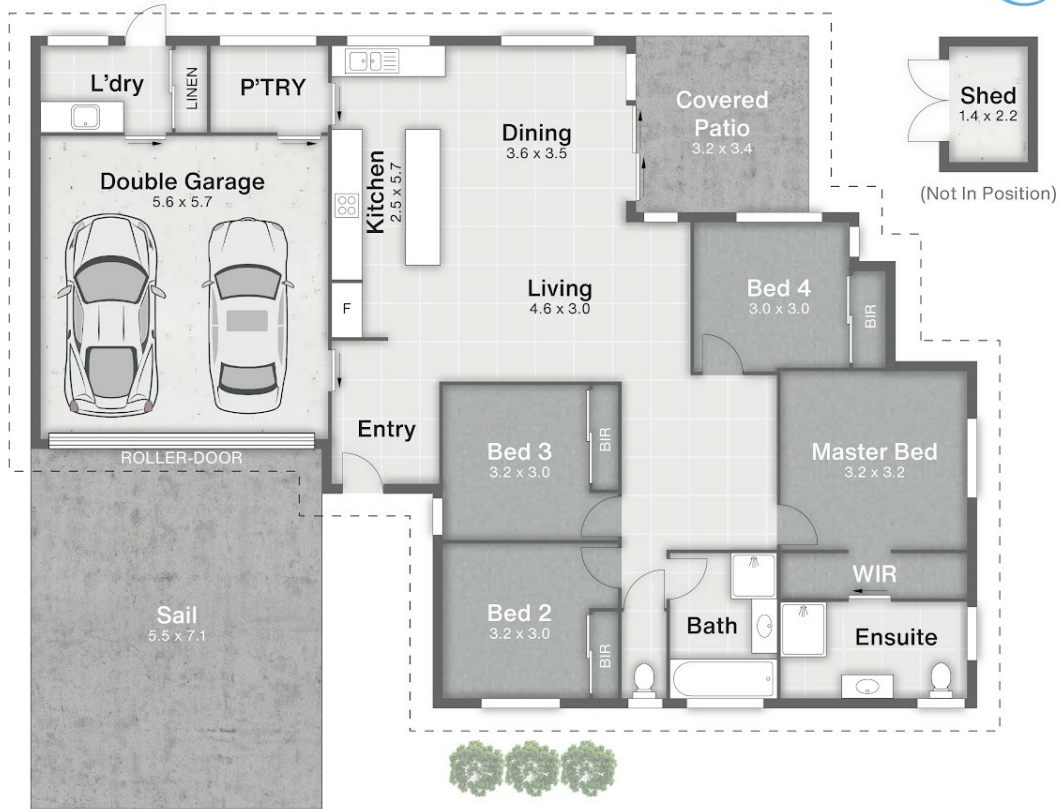 L'dry
LINEN
P'TRY
Covered
Patio
3.2 x 3.4
Shed
1.4 x 2.2
(Not In Position)
Dining
3.6 x 3.5
Double Garage
5.6 x 5.7
Kitchen
2.5 x 5.7
F
Living
4.6 x 3.0
Bed 4
3.0 x 3.0
BIR
Entry
ROLLER-DOOR
Bed 3
3.2 x 3.0
BIR
Master Bed
3.2 x 3.2
WIR
Sail
5.5 x 7.1
Bed 2
3.2 x 3.0
BIR
Bath
Ensuite